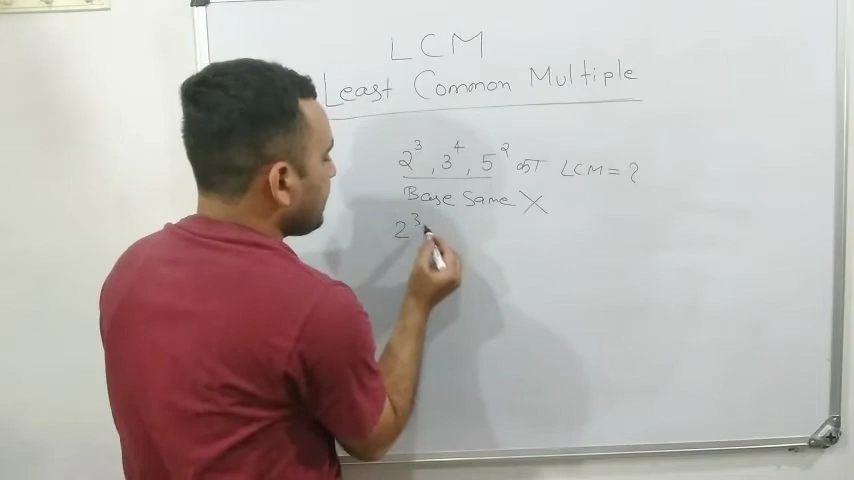 LCM
Least Common Multiple
2³, 3⁴, 5² का LCM = ?
Base Same ✗
2³